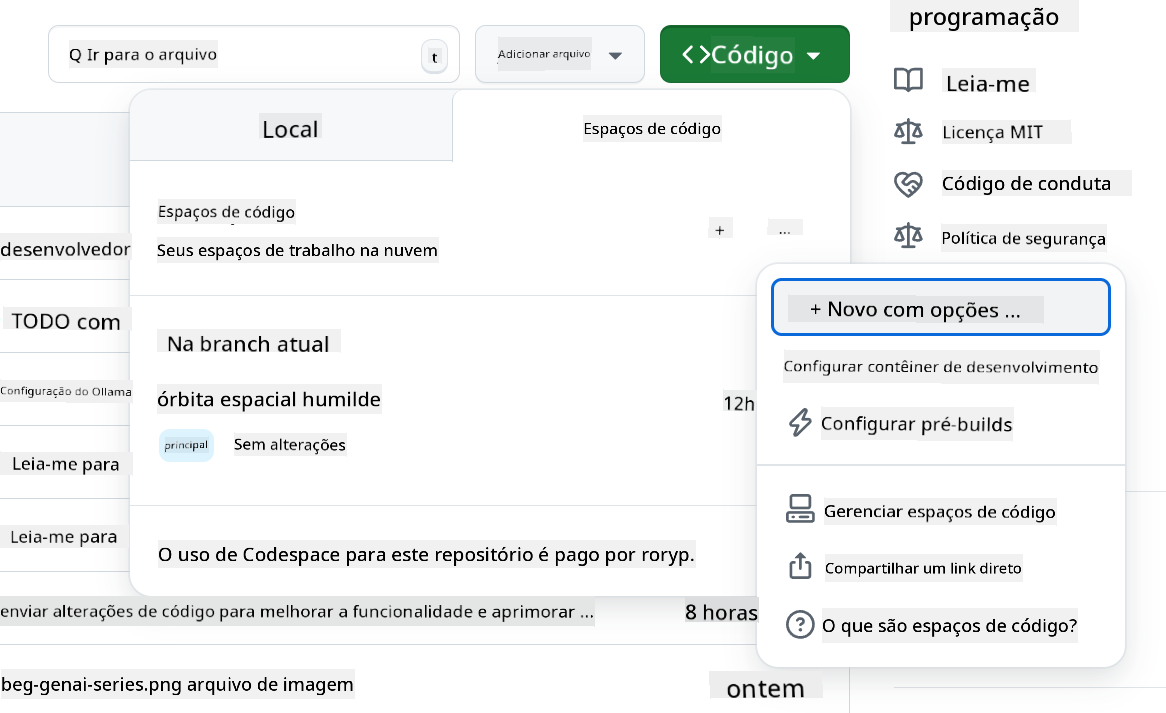 programação
Q Ir para o arquivo
t
Adicionar arquivo
Código
Leia-me
Licença MIT
Código de conduta
Política de segurança
Local
Espaços de código
Espaços de código
Seus espaços de trabalho na nuvem
+
...
desenvolvedor
TODO com
Configuração do Ollama
Leia-me para
Leia-me para
Na branch atual
órbita espacial humilde
12h
principal
Sem alterações
O uso de Codespace para este repositório é pago por roryp.
+ Novo com opções ...
Configurar contêiner de desenvolvimento
Configurar pré-builds
Gerenciar espaços de código
Compartilhar um link direto
O que são espaços de código?
enviar alterações de código para melhorar a funcionalidade e aprimorar ...
8 horas
beg-genai-series.png arquivo de imagem
ontem